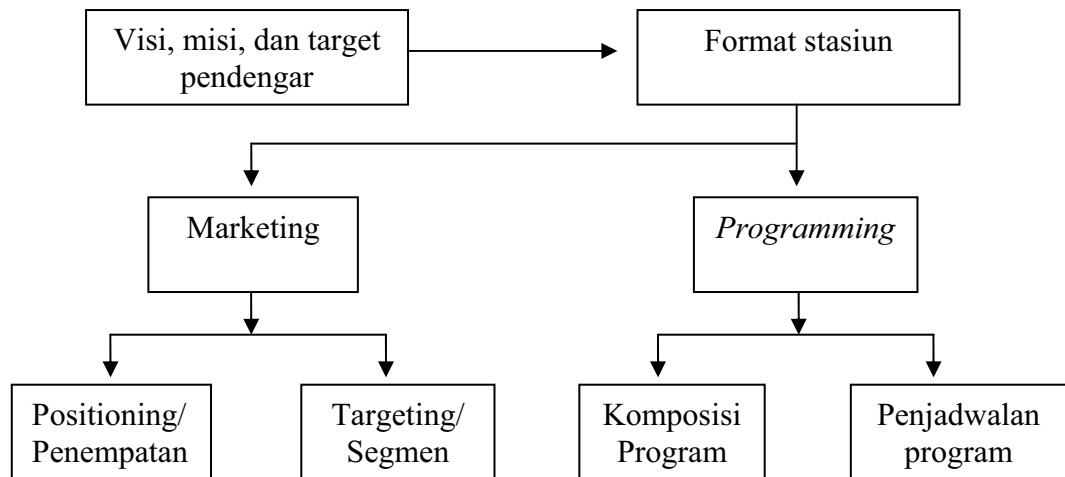 Visi, misi, dan target
pendengar
Format stasiun
Marketing
Programming
Positioning/
Penempatan
Targeting/
Segmen
Komposisi
Program
Penjadwalan
program